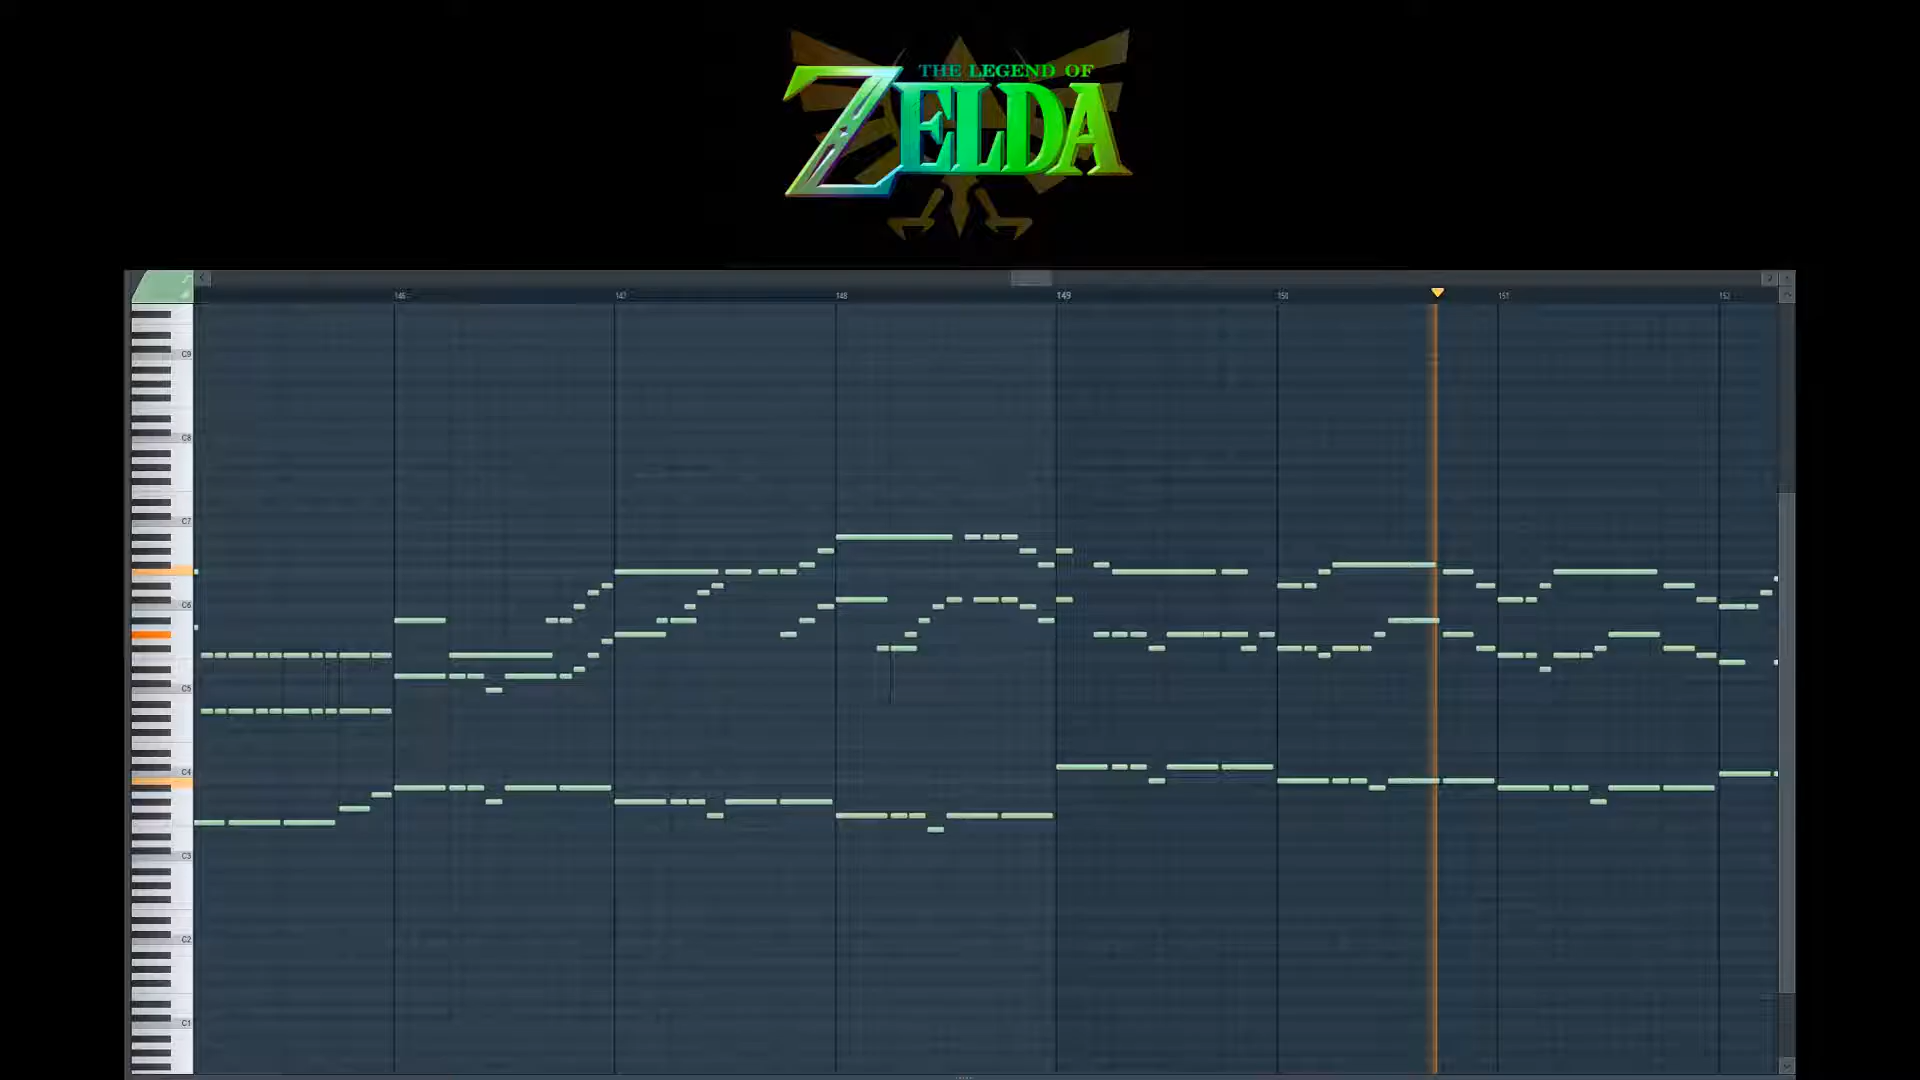 THE LEGEND OF
ZELDA
146
147
148
149
150
151
152
C9
C8
C7
C6
C5
C4
C3
C2
C1